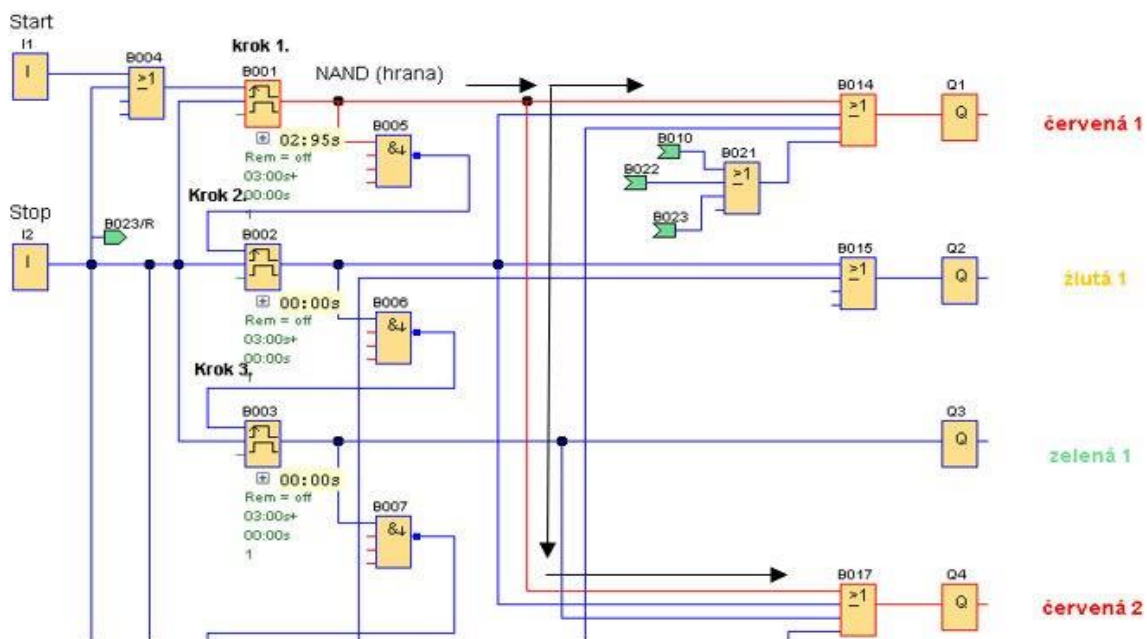 Start
I1
I
B004
≥1
krok 1.
B001
NAND (hrana)
02:95s
Rem = off
03:00s+
00:00s
1
B005
&↓
B014
≥1
Q1
Q
červená 1
B010
B022
B023
B021
≥1
Stop
I2
I
B023/R
Krok 2.
B002
00:00s
Rem = off
03:00s+
00:00s
1
B006
&↓
B015
≥1
Q2
Q
žlutá 1
Krok 3.
B003
00:00s
Rem = off
03:00s+
00:00s
1
B007
&↓
Q3
Q
zelená 1
B017
≥1
Q4
Q
červená 2